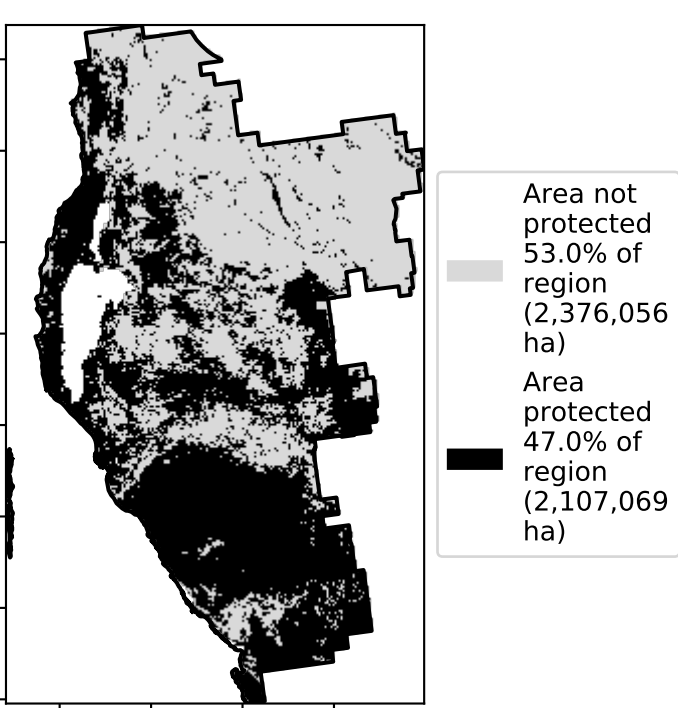 Area not
protected
53.0% of
region
(2,376,056
ha)
Area
protected
47.0% of
region
(2,107,069
ha)